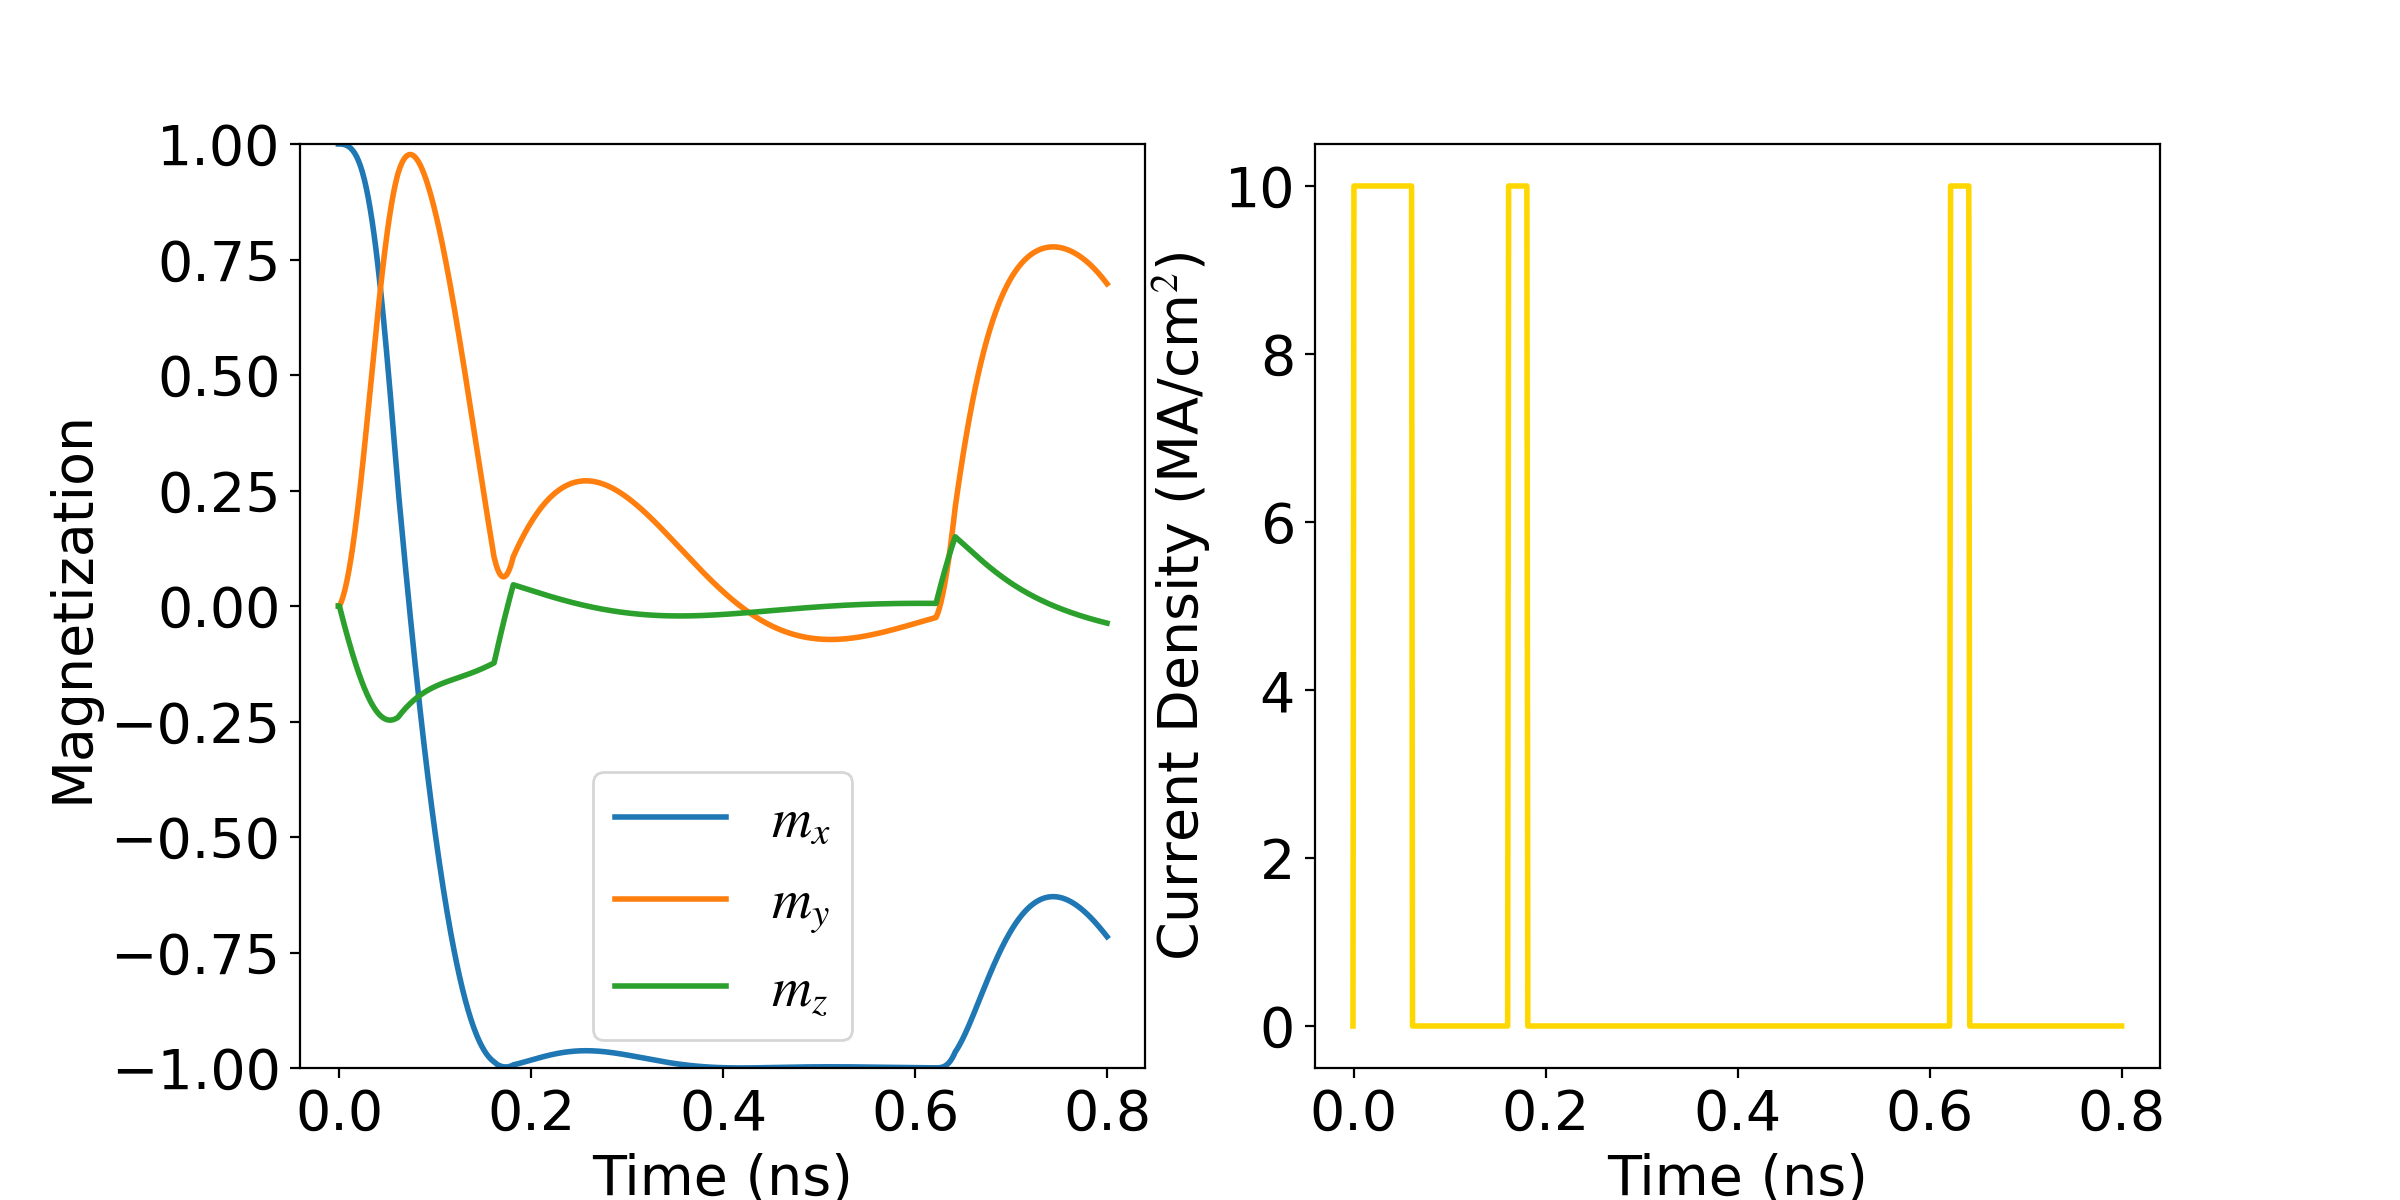 1.00
0.75
0.50
0.25
0.00
−0.25
−0.50
−0.75
−1.00
Magnetization
0.0 0.2 0.4 0.6 0.8
Time (ns)
m_x
m_y
m_z
10
8
6
4
2
0
Current Density (MA/cm²)
0.0 0.2 0.4 0.6 0.8
Time (ns)